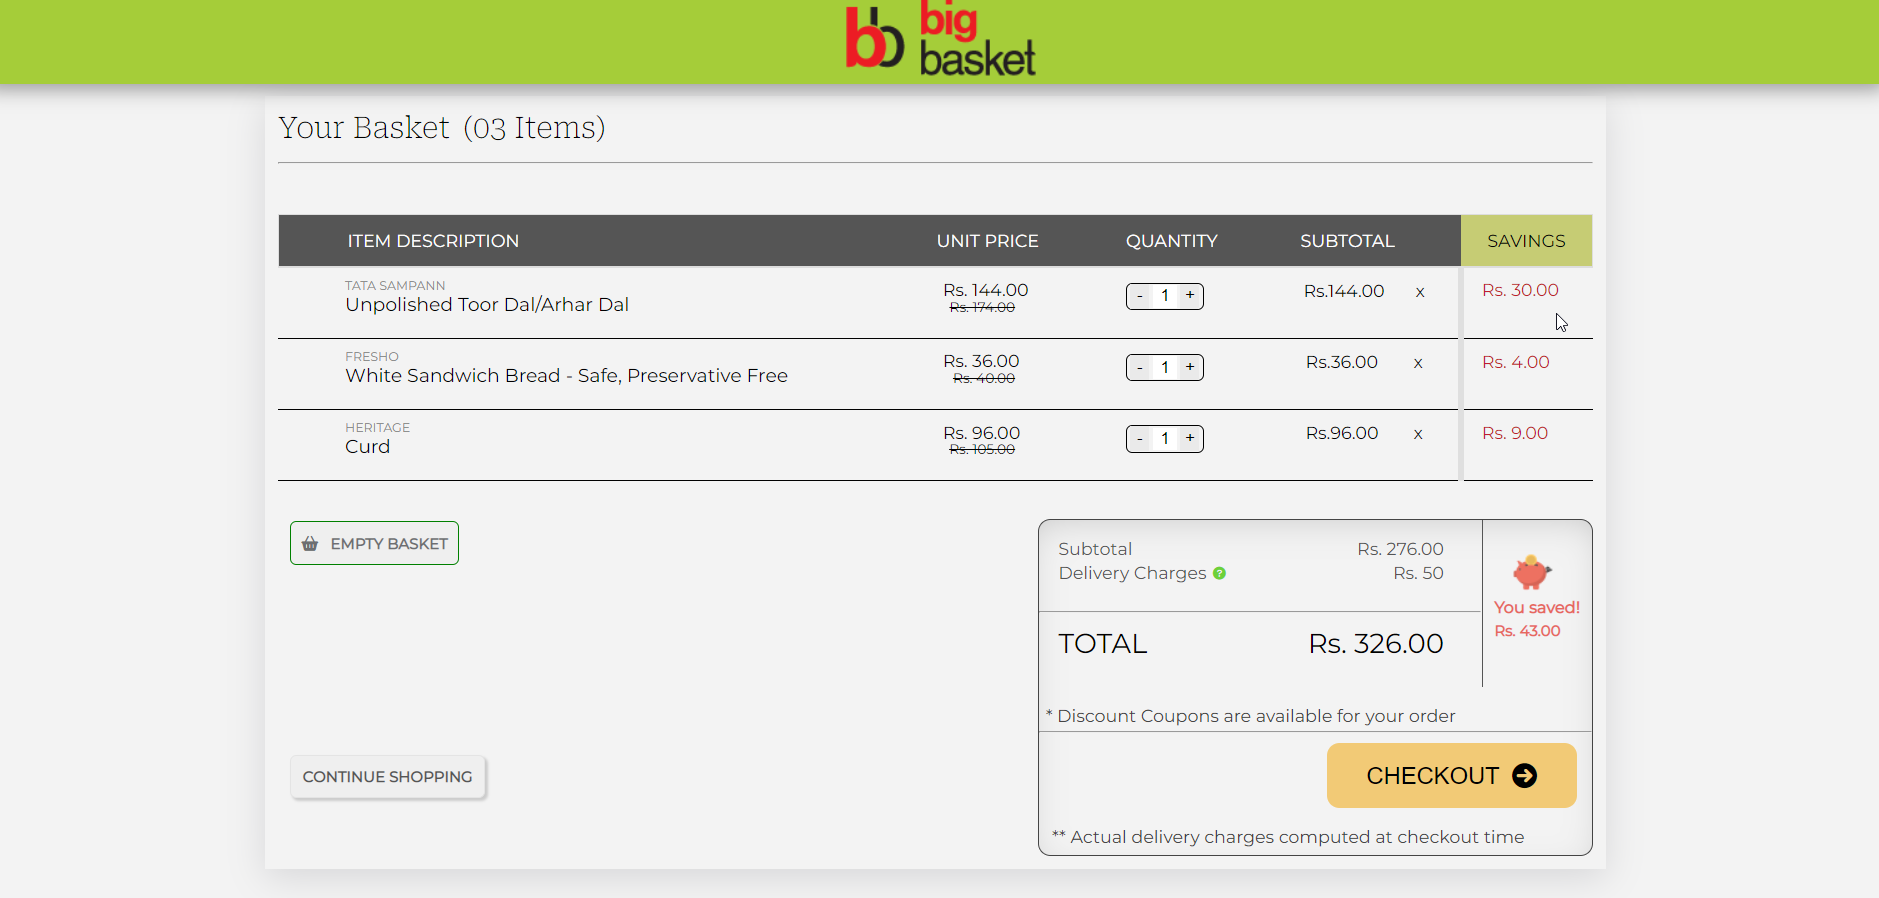 big
basket
Your Basket (03 Items)
ITEM DESCRIPTION UNIT PRICE QUANTITY SUBTOTAL SAVINGS
TATA SAMPANN
Unpolished Toor Dal/Arhar Dal Rs. 144.00 - 1 + Rs.144.00 x Rs. 30.00
Rs. 174.00
FRESHO
White Sandwich Bread - Safe, Preservative Free Rs. 36.00 - 1 + Rs.36.00 x Rs. 4.00
Rs. 40.00
HERITAGE
Curd Rs. 96.00 - 1 + Rs.96.00 x Rs. 9.00
Rs. 105.00
EMPTY BASKET
Subtotal Rs. 276.00
Delivery Charges ? Rs. 50
You saved!
Rs. 43.00
TOTAL Rs. 326.00
* Discount Coupons are available for your order
CONTINUE SHOPPING
CHECKOUT
** Actual delivery charges computed at checkout time